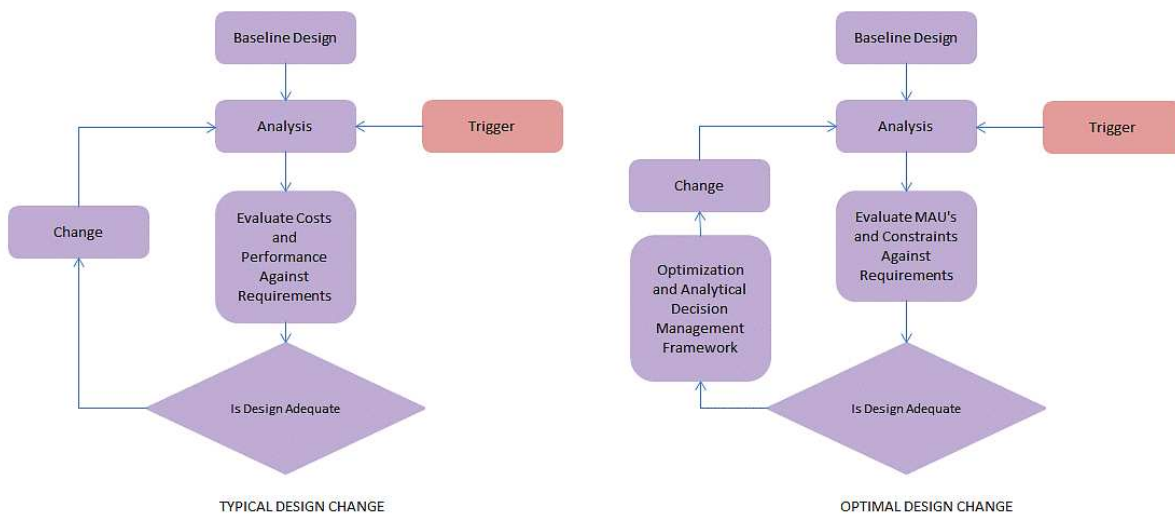 Baseline Design
Analysis
Trigger
Change
Evaluate Costs
and
Performance
Against
Requirements
Is Design Adequate
TYPICAL DESIGN CHANGE
Baseline Design
Analysis
Trigger
Change
Evaluate MAU's
and Constraints
Against
Requirements
Optimization
and Analytical
Decision
Management
Framework
Is Design Adequate
OPTIMAL DESIGN CHANGE